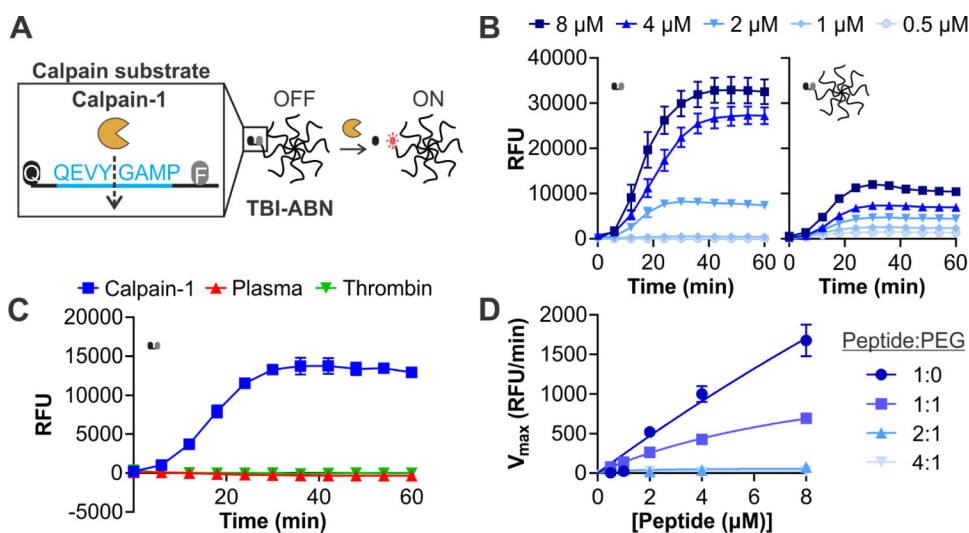 A
Calpain substrate
Calpain-1
Q
QEVY GAMP
F
OFF
ON
TBI-ABN
B
8 µM 4 µM 2 µM 1 µM 0.5 µM
RFU
40000
30000
20000
10000
0
0 20 40 60
Time (min)
0 20 40 60
Time (min)
C
Calpain-1 Plasma Thrombin
RFU
20000
15000
10000
5000
0
-5000
20 40 60
Time (min)
D
Vmax (RFU/min)
2000
1500
1000
500
0
0 2 4 6 8
[Peptide (µM)]
Peptide:PEG
1:0
1:1
2:1
4:1